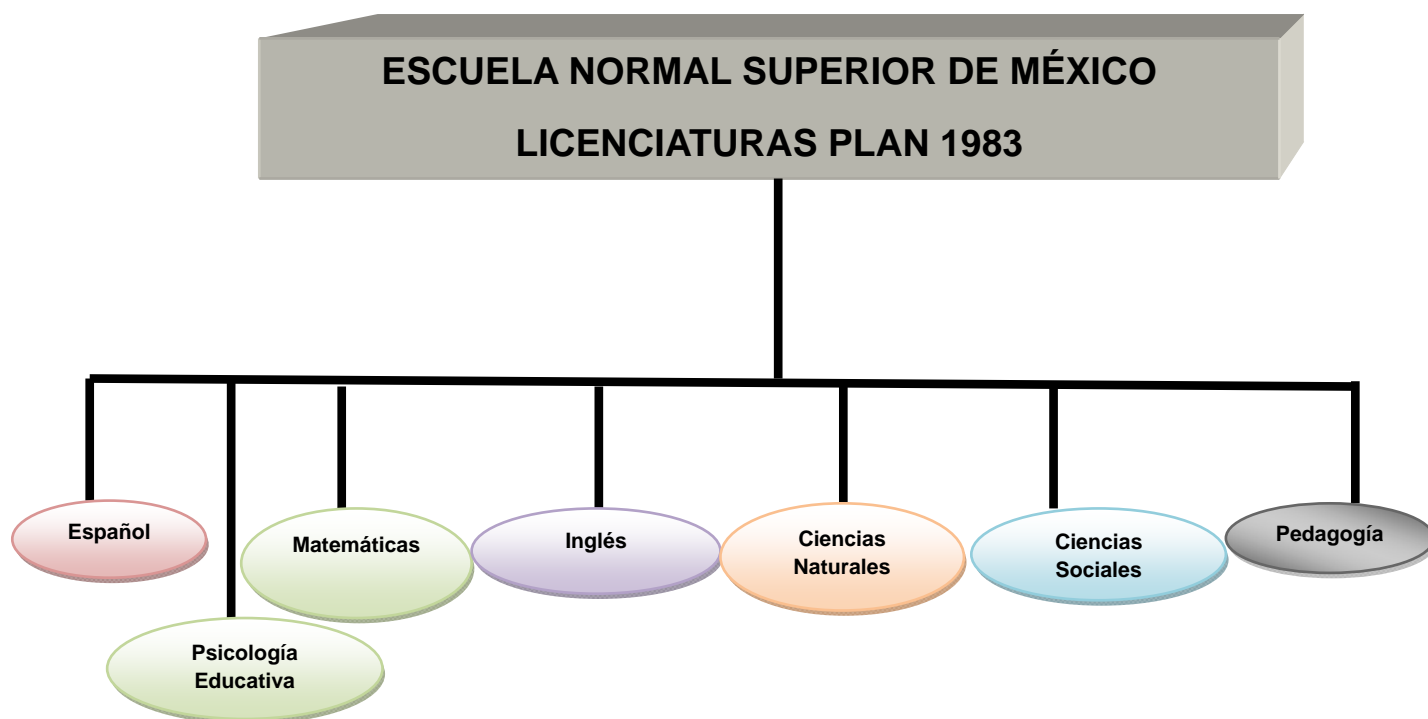 ESCUELA NORMAL SUPERIOR DE MÉXICO
LICENCIATURAS PLAN 1983
Español
Matemáticas
Inglés
Ciencias
Naturales
Ciencias
Sociales
Pedagogía
Psicología
Educativa